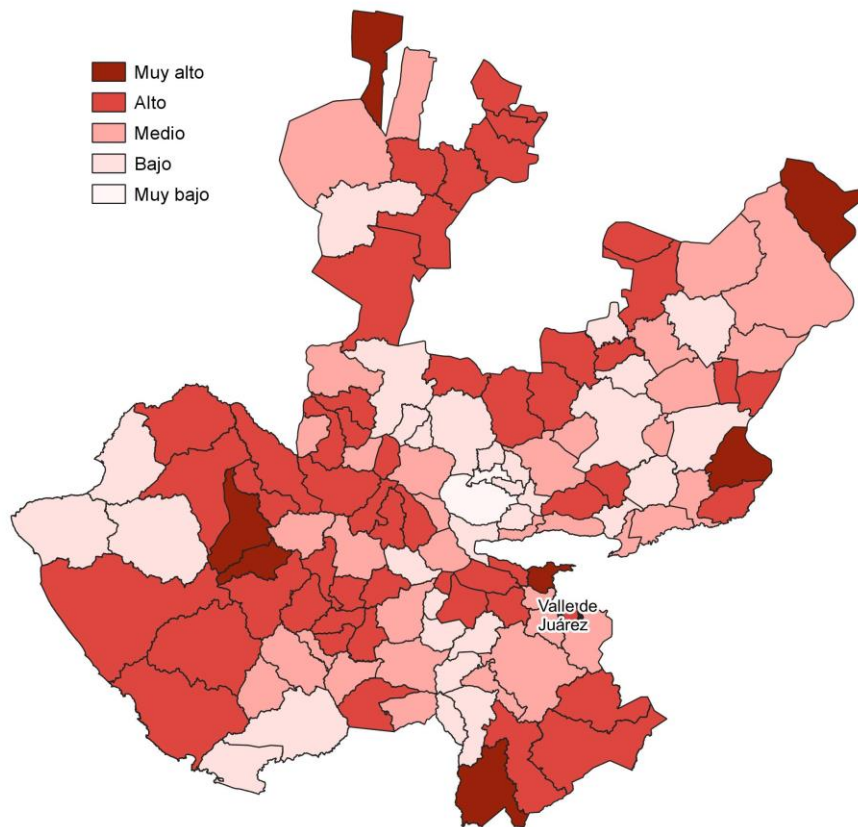 Muy alto
Alto
Medio
Bajo
Muy bajo
Valle de
Juárez